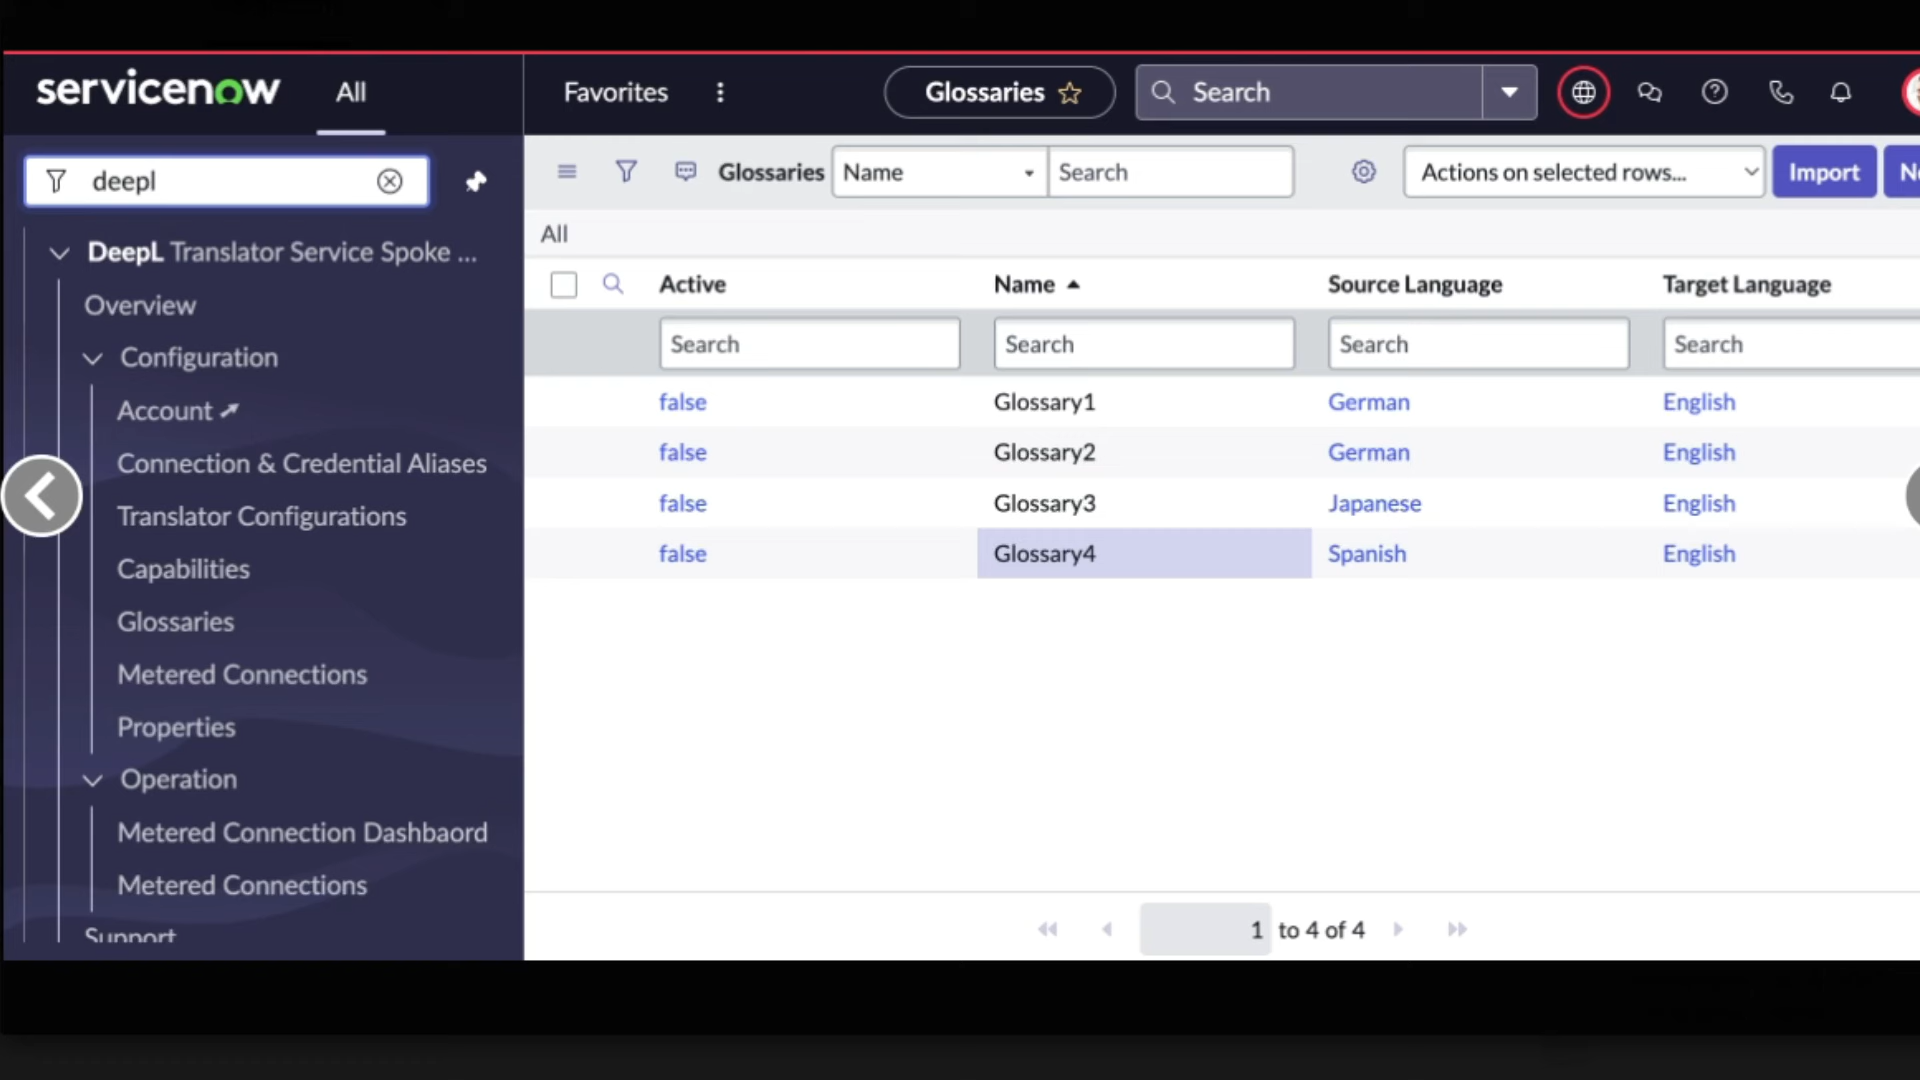 servicenow All Favorites Glossaries Search
deepl
DeepL Translator Service Spoke ...
Overview
Configuration
Account
Connection & Credential Aliases
Translator Configurations
Capabilities
Glossaries
Metered Connections
Properties
Operation
Metered Connection Dashbaord
Metered Connections
Support
Glossaries Name Search Actions on selected rows... Import
All
Active Name Source Language Target Language
Search Search Search Search
false Glossary1 German English
false Glossary2 German English
false Glossary3 Japanese English
false Glossary4 Spanish English
1 to 4 of 4